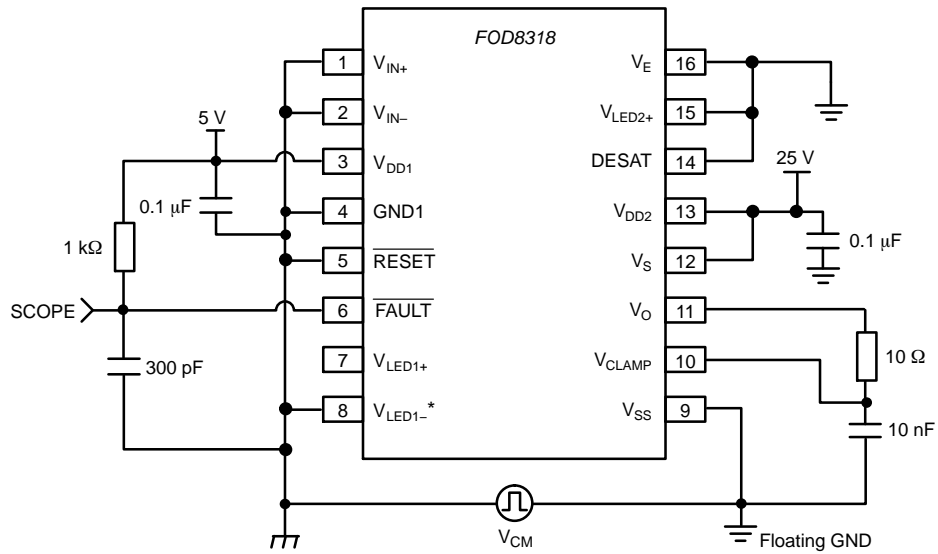 FOD8318
1 V_IN+
2 V_IN–
3 V_DD1
4 GND1
5 RESET
6 FAULT
7 V_LED1+
8 V_LED1–*
V_E 16
V_LED2+ 15
DESAT 14
V_DD2 13
V_S 12
V_O 11
V_CLAMP 10
V_SS 9
5 V
0.1 μF
1 kΩ
SCOPE
300 pF
25 V
0.1 μF
10 Ω
10 nF
V_CM
Floating GND